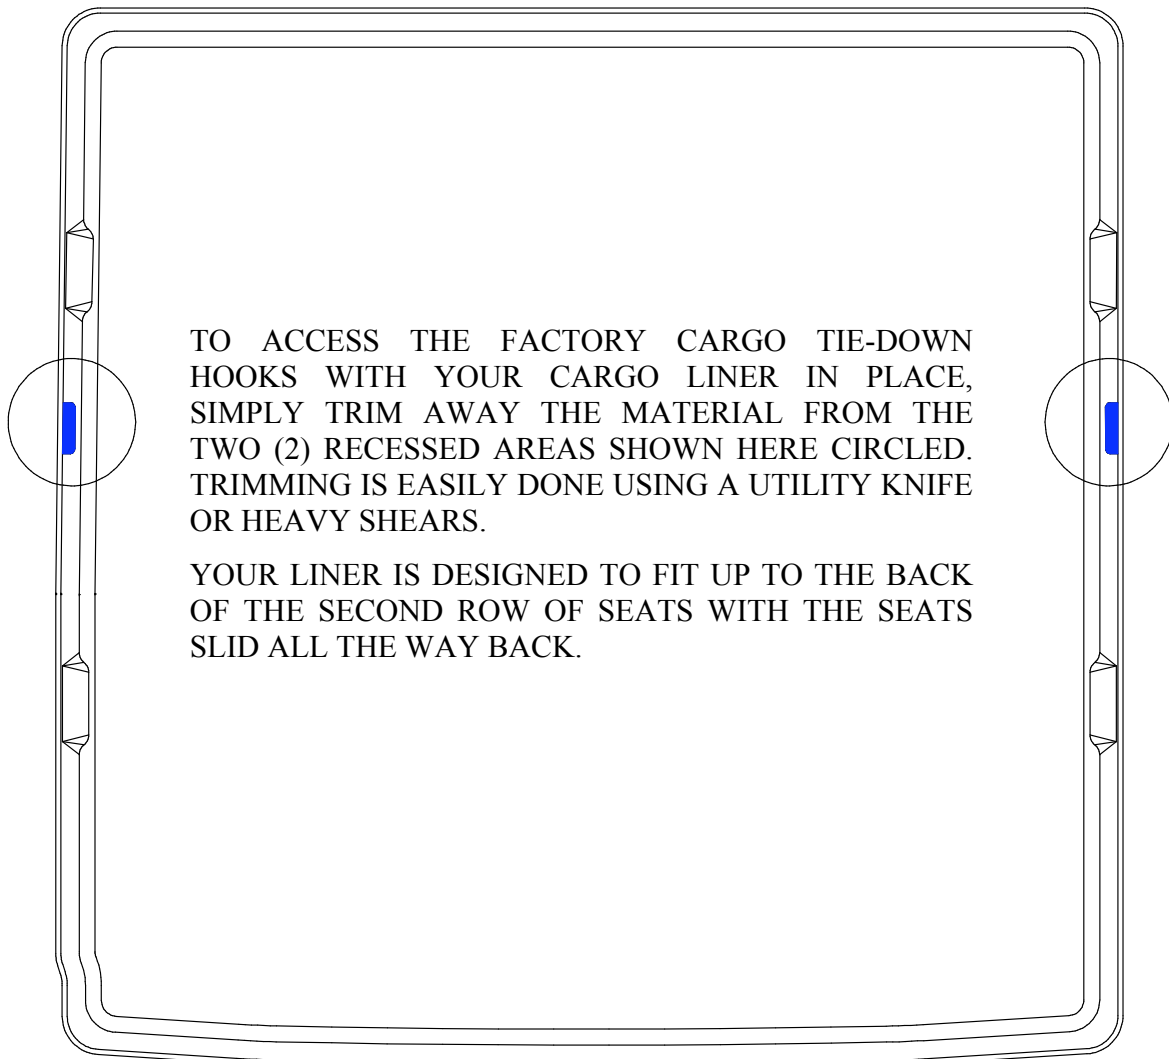 TO ACCESS THE FACTORY CARGO TIE-DOWN
HOOKS WITH YOUR CARGO LINER IN PLACE,
SIMPLY TRIM AWAY THE MATERIAL FROM THE
TWO (2) RECESSED AREAS SHOWN HERE CIRCLED.
TRIMMING IS EASILY DONE USING A UTILITY KNIFE
OR HEAVY SHEARS.
YOUR LINER IS DESIGNED TO FIT UP TO THE BACK
OF THE SECOND ROW OF SEATS WITH THE SEATS
SLID ALL THE WAY BACK.